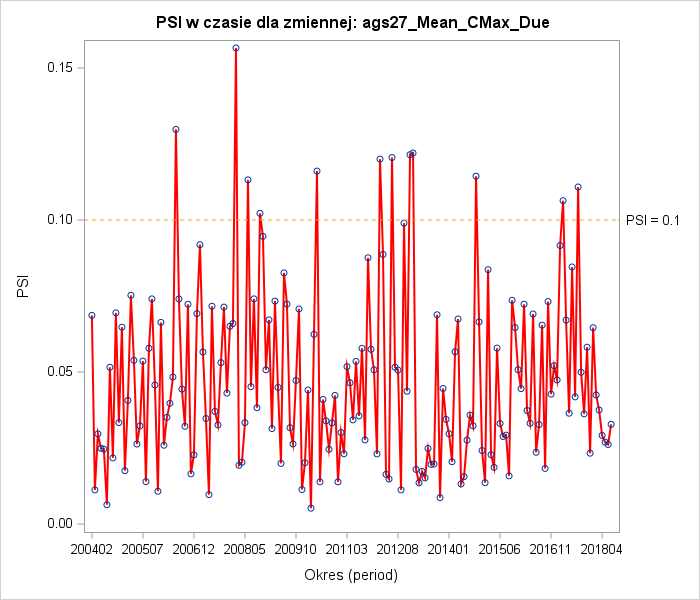 PSI w czasie dla zmiennej: ags27_Mean_CMax_Due
0.15
0.10
PSI = 0.1
PSI
0.05
0.00
200402 200507 200612 200805 200910 201103 201208 201401 201506 201611 201804
Okres (period)